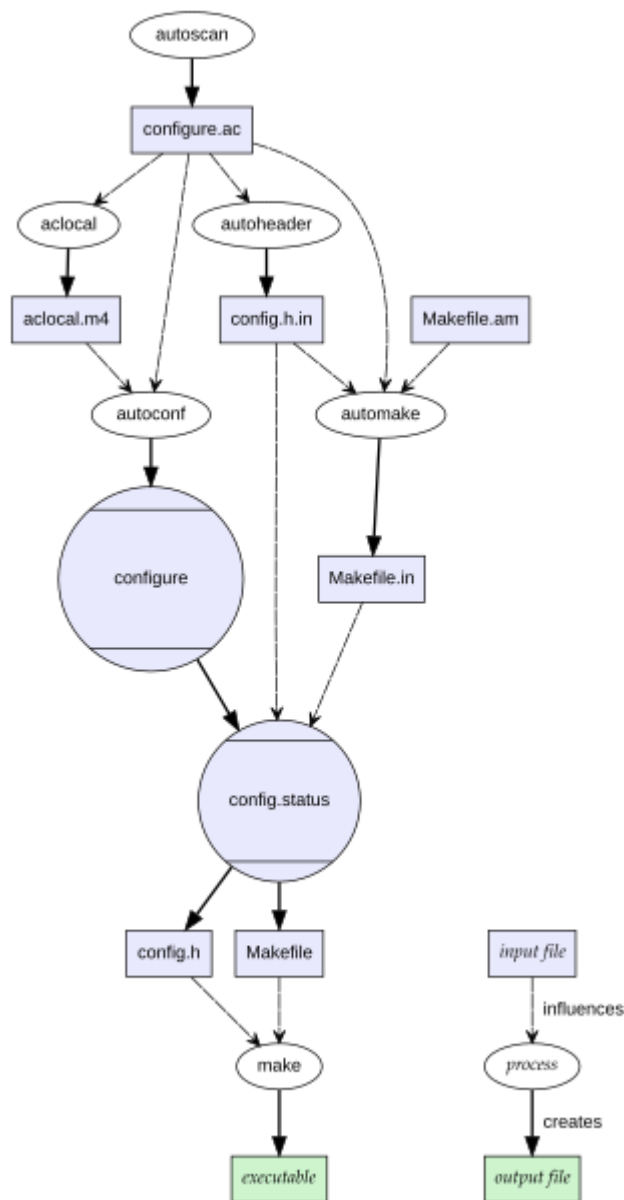 autoscan
configure.ac
aclocal
autoheader
aclocal.m4
config.h.in
Makefile.am
autoconf
automake
configure
Makefile.in
config.status
config.h
Makefile
input file
influences
make
process
creates
executable
output file